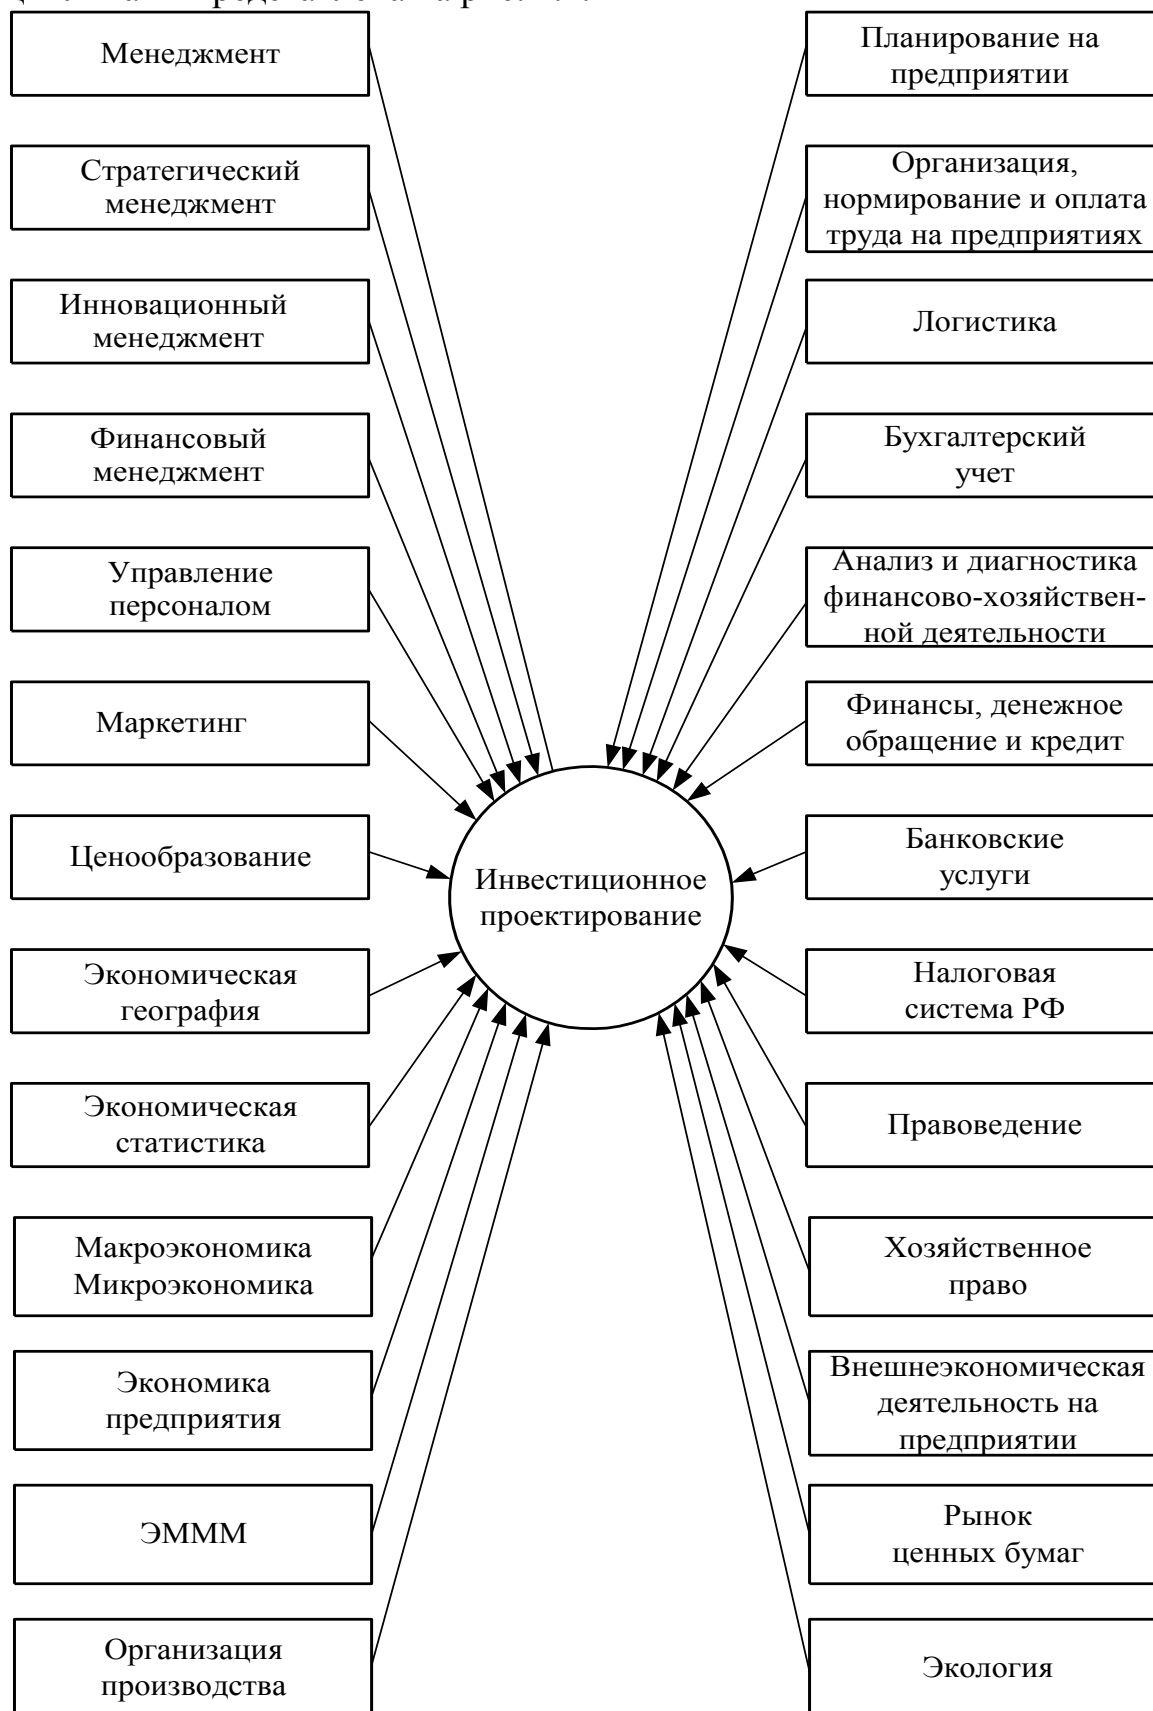 Менеджмент
Стратегический
менеджмент
Инновационный
менеджмент
Финансовый
менеджмент
Управление
персоналом
Маркетинг
Ценообразование
Экономическая
география
Экономическая
статистика
Макроэкономика
Микроэкономика
Экономика
предприятия
ЭМММ
Организация
производства
Инвестиционное
проектирование
Планирование на
предприятии
Организация,
нормирование и оплата
труда на предприятиях
Логистика
Бухгалтерский
учет
Анализ и диагностика
финансово-хозяйствен-
ной деятельности
Финансы, денежное
обращение и кредит
Банковские
услуги
Налоговая
система РФ
Правоведение
Хозяйственное
право
Внешнеэкономическая
деятельность на
предприятии
Рынок
ценных бумаг
Экология